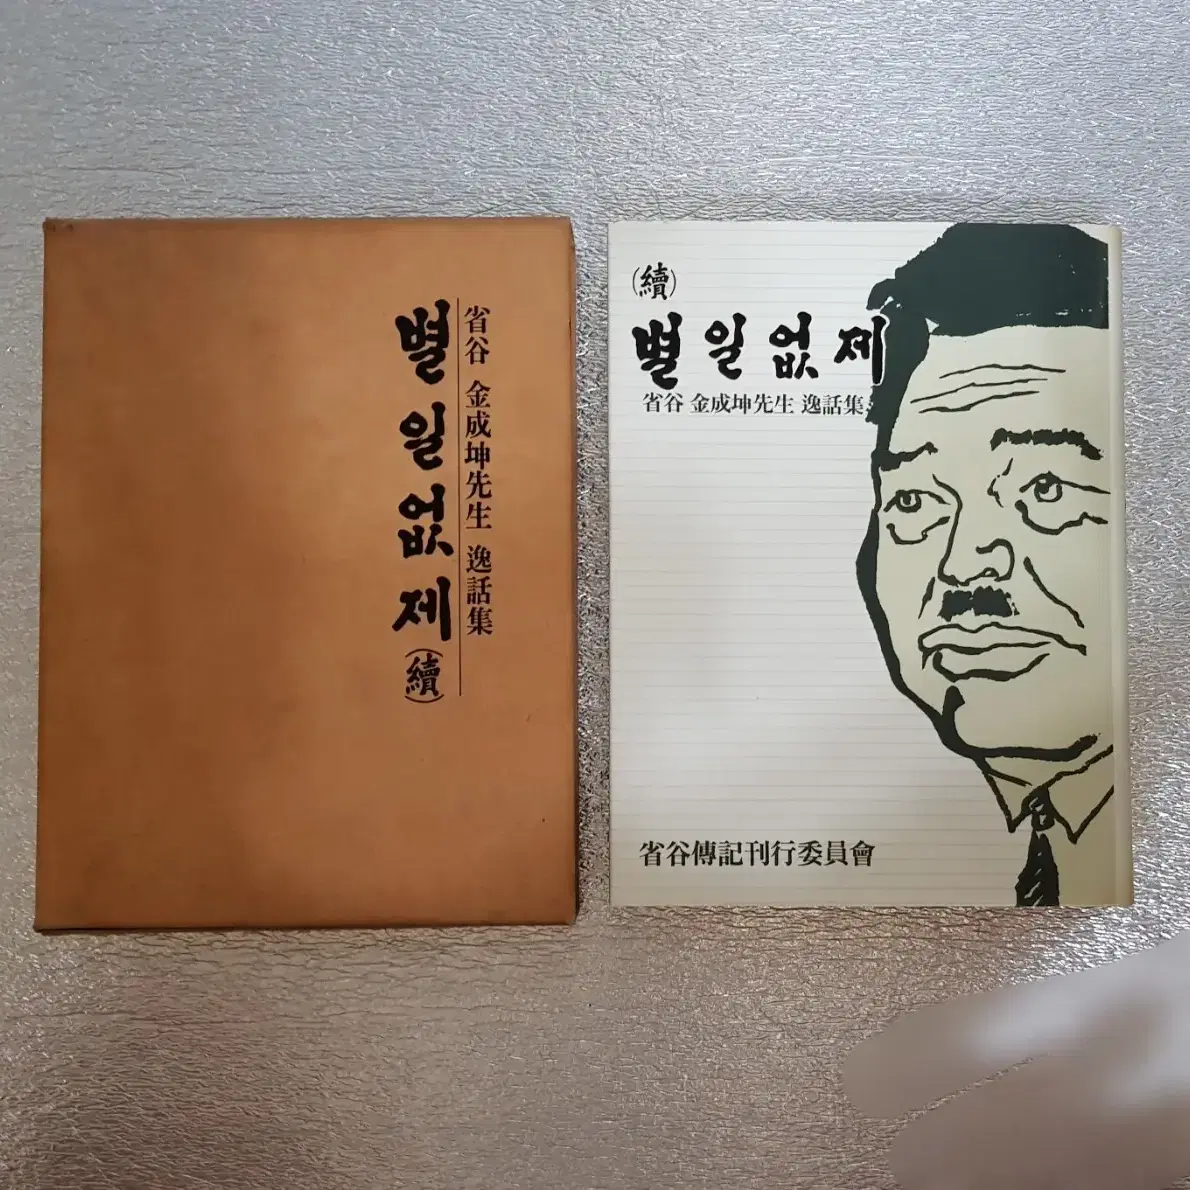 省谷 金成坤先生 逸話集
별일없제 (續)
(續)
별일없제
省谷 金成坤先生 逸話集
省谷傳記刊行委員會